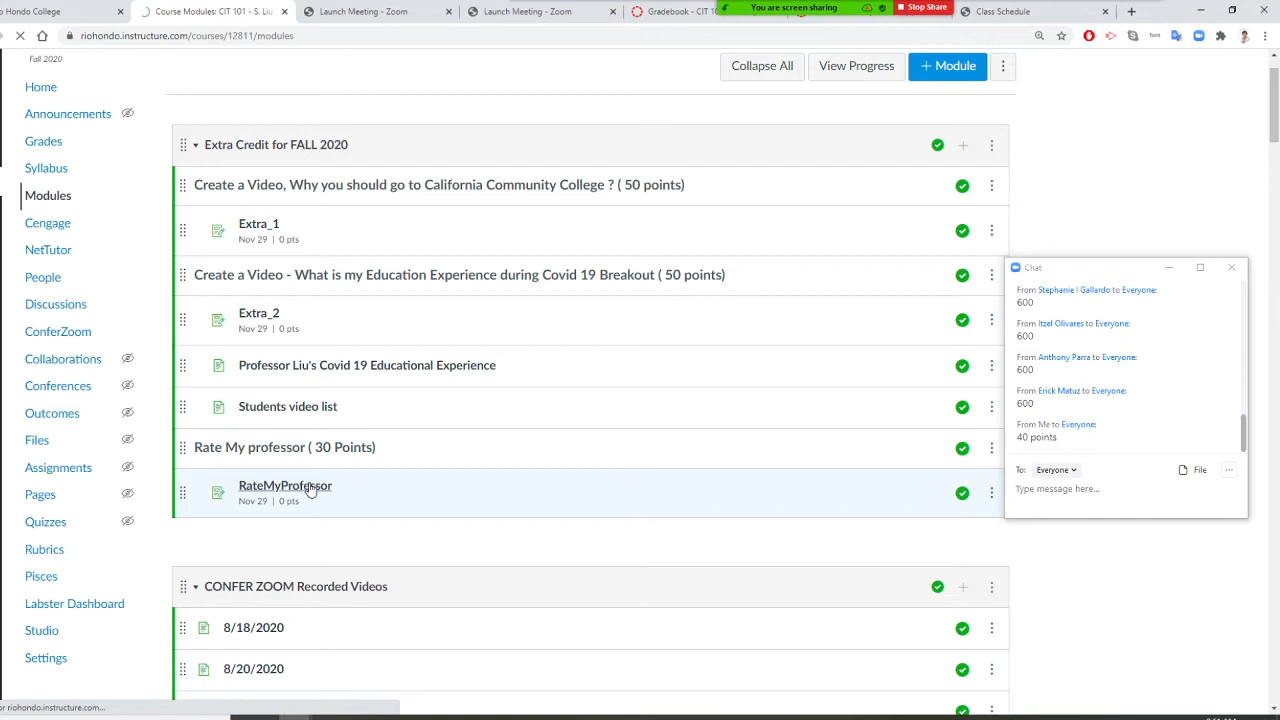 o Hondo College
Course Modules: CIT 101 - S. Liu
Launch Meeting - Zoom
Launch Meeting - Zoom
Gradebook - CIT 10
You are screen sharing
Stop Share
Class Schedule
riohondo.instructure.com/courses/12811/modules
Fall 2020
Collapse All
View Progress
+ Module
Home
Announcements
Grades
Syllabus
Modules
Cengage
NetTutor
People
Discussions
ConferZoom
Collaborations
Conferences
Outcomes
Files
Assignments
Pages
Quizzes
Rubrics
Pisces
Labster Dashboard
Studio
Settings
Extra Credit for FALL 2020
Create a Video, Why you should go to California Community College ? ( 50 points)
Extra_1
Nov 29 | 0 pts
Create a Video - What is my Education Experience during Covid 19 Breakout ( 50 points)
Extra_2
Nov 29 | 0 pts
Professor Liu's Covid 19 Educational Experience
Students video list
Rate My professor ( 30 Points)
RateMyProfessor
Nov 29 | 0 pts
CONFER ZOOM Recorded Videos
8/18/2020
8/20/2020
Chat
From Stephanie I Gallardo to Everyone:
600
From Itzel Olivares to Everyone:
600
From Anthony Parra to Everyone:
600
From Erick Matuz to Everyone:
600
From Me to Everyone:
40 points
To: Everyone
File
Type message here...
or riohondo.instructure.com...